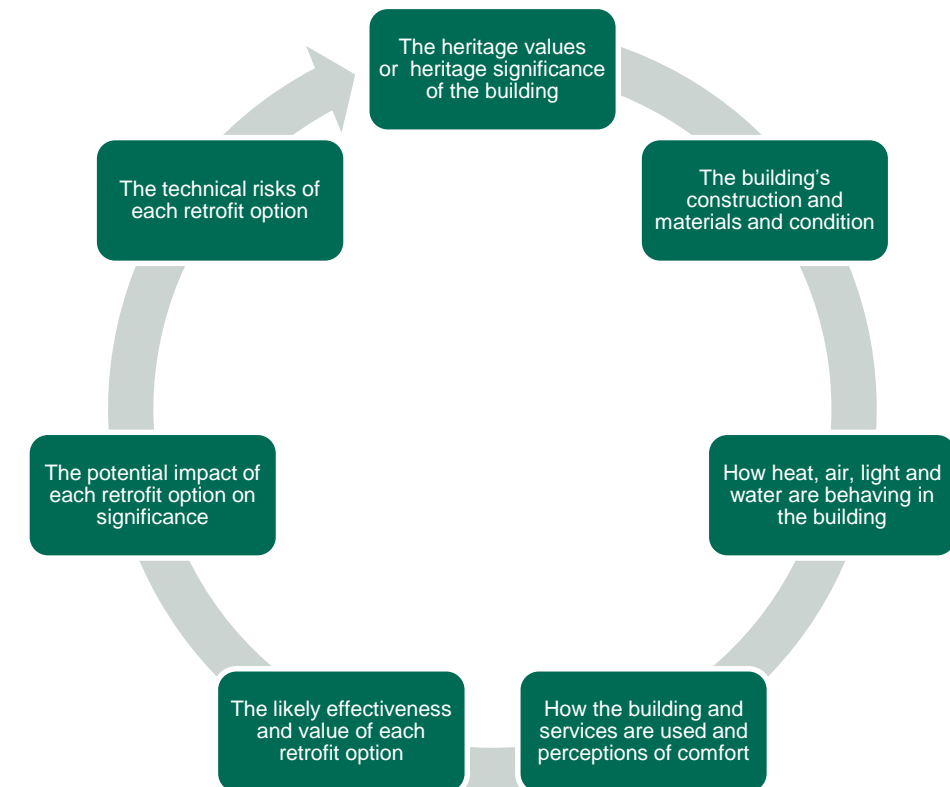 The heritage values
or heritage significance
of the building
The building’s
construction and
materials and condition
How heat, air, light and
water are behaving in
the building
How the building and
services are used and
perceptions of comfort
The likely effectiveness
and value of each
retrofit option
The potential impact of
each retrofit option on
significance
The technical risks of
each retrofit option